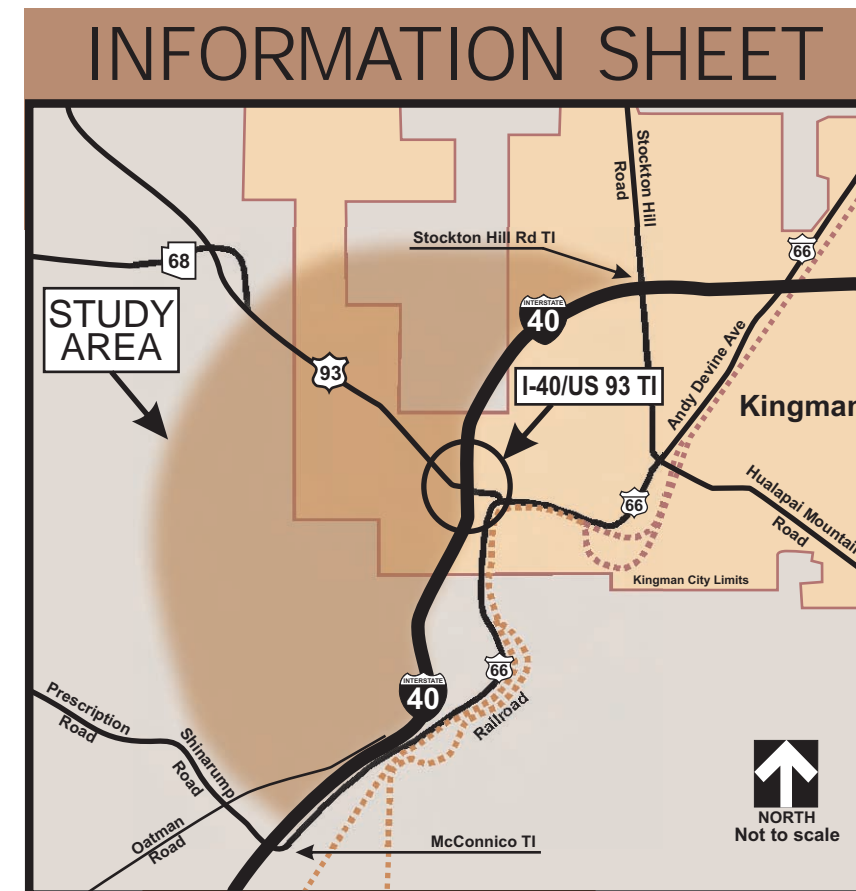 INFORMATION SHEET
Stockton Hill
Road
Stockton Hill Rd TI
66
68
INTERSTATE
40
STUDY
AREA
93
I-40/US 93 TI
Andy Devine Ave
Kingman
66
Hualapai Mountain
Road
Kingman City Limits
66
INTERSTATE
40
Railroad
Prescription
Road
Shinarump
Road
Oatman
Road
McConnico TI
NORTH
Not to scale